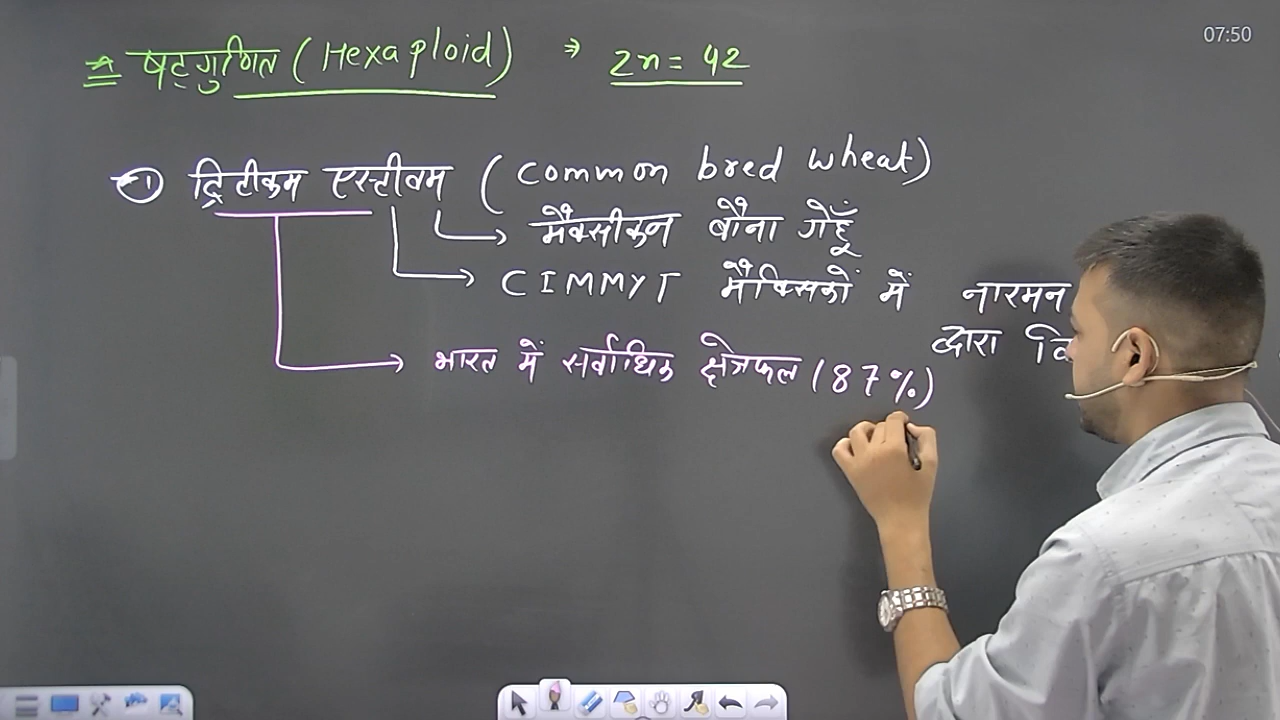 07:50
* षट्गुणित (Hexaploid) ⇒ 2n = 42
① ट्रिटीकम एस्टीवम (Common bred wheat)
→ मैक्सीकन बौना गेहूँ
→ CIMMYT मैक्सिकों में नारमन
द्वारा वि
→ भारत में सर्वाधिक क्षेत्रफल (87%)